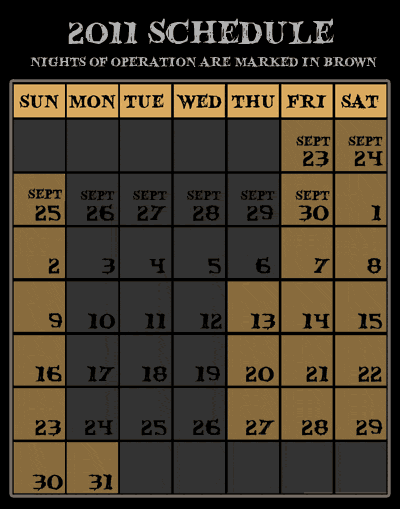 2011 SCHEDULE
NIGHTS OF OPERATION ARE MARKED IN BROWN
SUN MON TUE WED THU FRI SAT
SEPT SEPT
23 24
SEPT SEPT SEPT SEPT SEPT SEPT
25 26 27 28 29 30 1
2 3 4 5 6 7 8
9 10 11 12 13 14 15
16 17 18 19 20 21 22
23 24 25 26 27 28 29
30 31